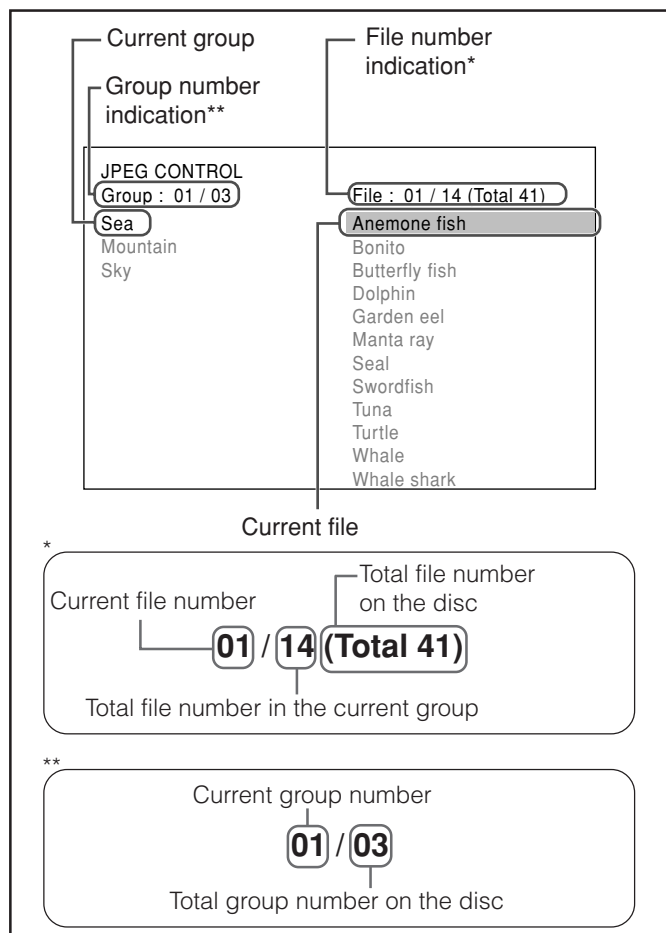 Current group
File number
indication*
Group number
indication**
JPEG CONTROL
Group : 01 / 03
File : 01 / 14 (Total 41)
Sea
Mountain
Sky
Anemone fish
Bonito
Butterfly fish
Dolphin
Garden eel
Manta ray
Seal
Swordfish
Tuna
Turtle
Whale
Whale shark
Current file
*
Total file number
on the disc
Current file number
01 / 14 (Total 41)
Total file number in the current group
**
Current group number
01 / 03
Total group number on the disc